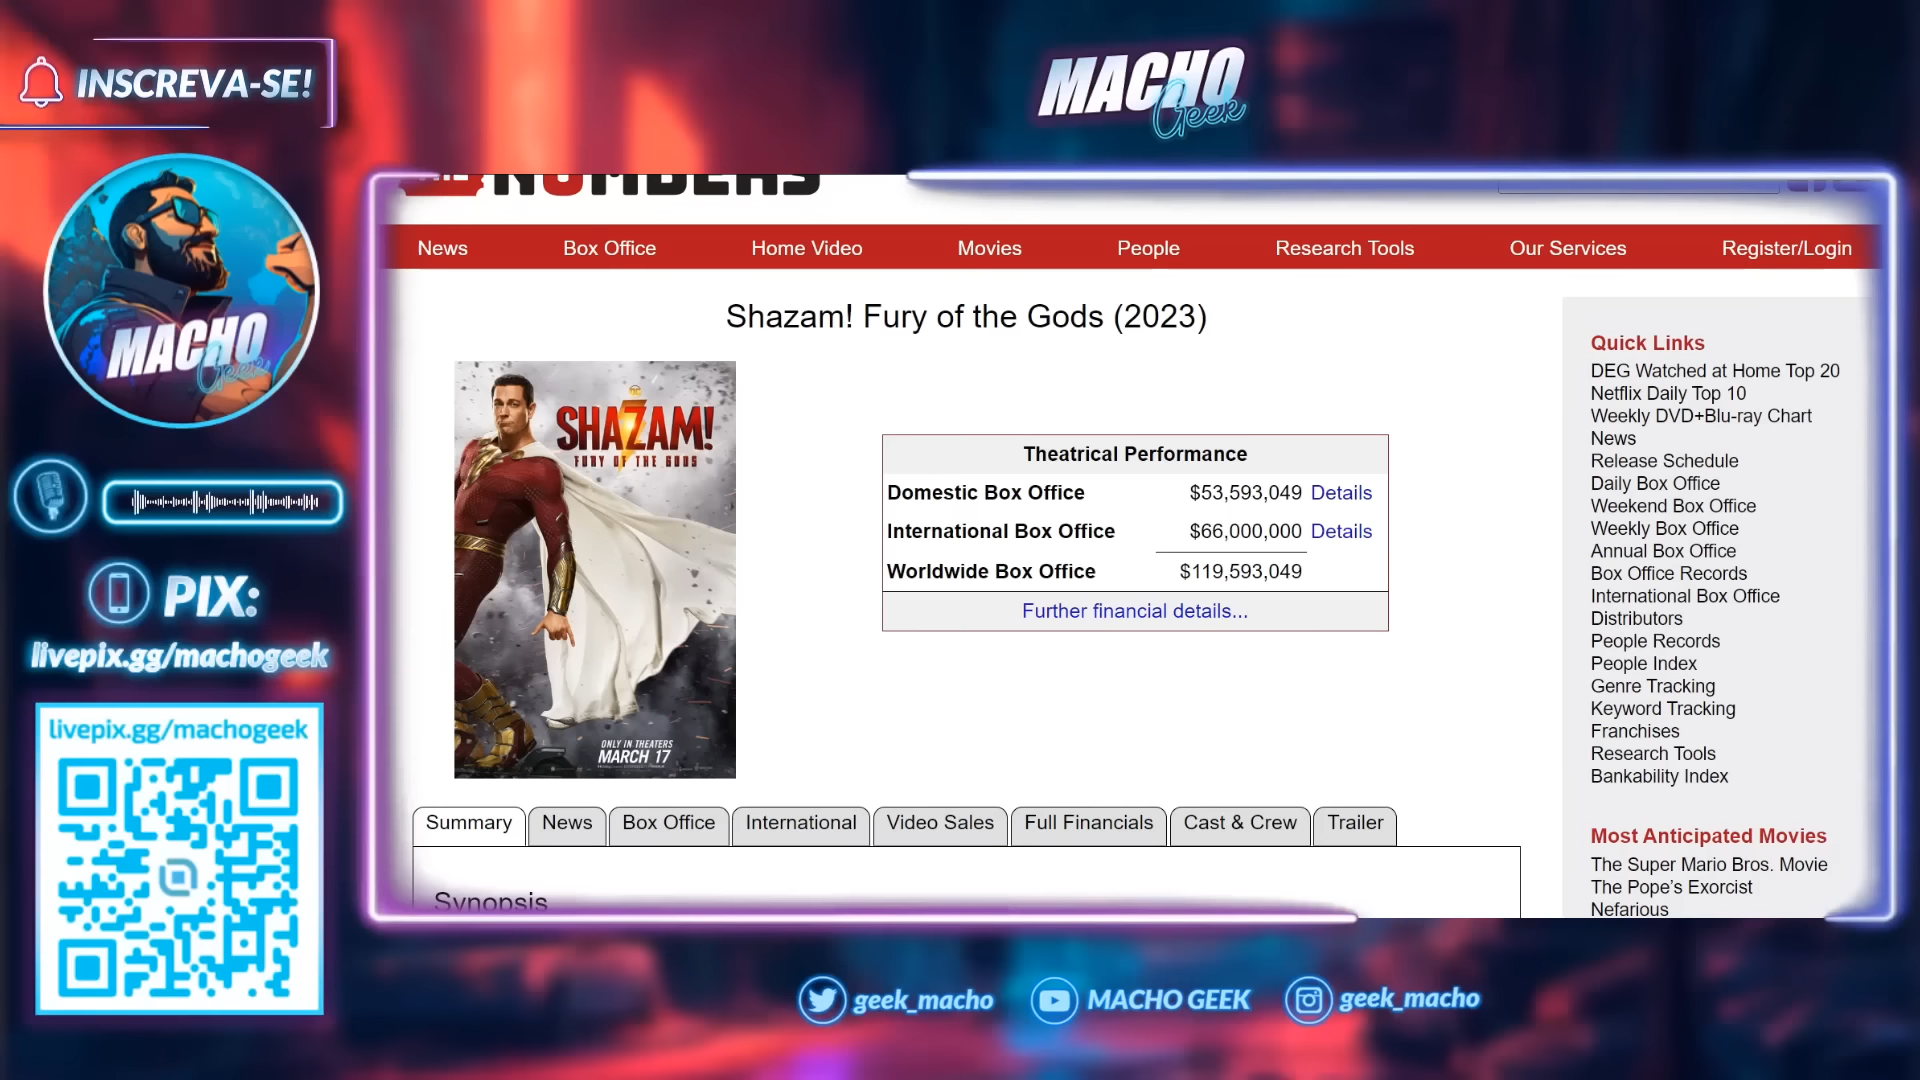 INSCREVA-SE!
MACHO
Geek
MACHO
Geek
PIX:
livepix.gg/machogeek
livepix.gg/machogeek
NUMBERS
News Box Office Home Video Movies People Research Tools Our Services Register/Login
Shazam! Fury of the Gods (2023)
SHAZAM!
FURY OF THE GODS
ONLY IN THEATERS
MARCH 17
Theatrical Performance
Domestic Box Office $53,593,049 Details
International Box Office $66,000,000 Details
Worldwide Box Office $119,593,049
Further financial details...
Summary News Box Office International Video Sales Full Financials Cast & Crew Trailer
Synopsis
Quick Links
DEG Watched at Home Top 20
Netflix Daily Top 10
Weekly DVD+Blu-ray Chart
News
Release Schedule
Daily Box Office
Weekend Box Office
Weekly Box Office
Annual Box Office
Box Office Records
International Box Office
Distributors
People Records
People Index
Genre Tracking
Keyword Tracking
Franchises
Research Tools
Bankability Index
Most Anticipated Movies
The Super Mario Bros. Movie
The Pope's Exorcist
Nefarious
geek_macho MACHO GEEK geek_macho